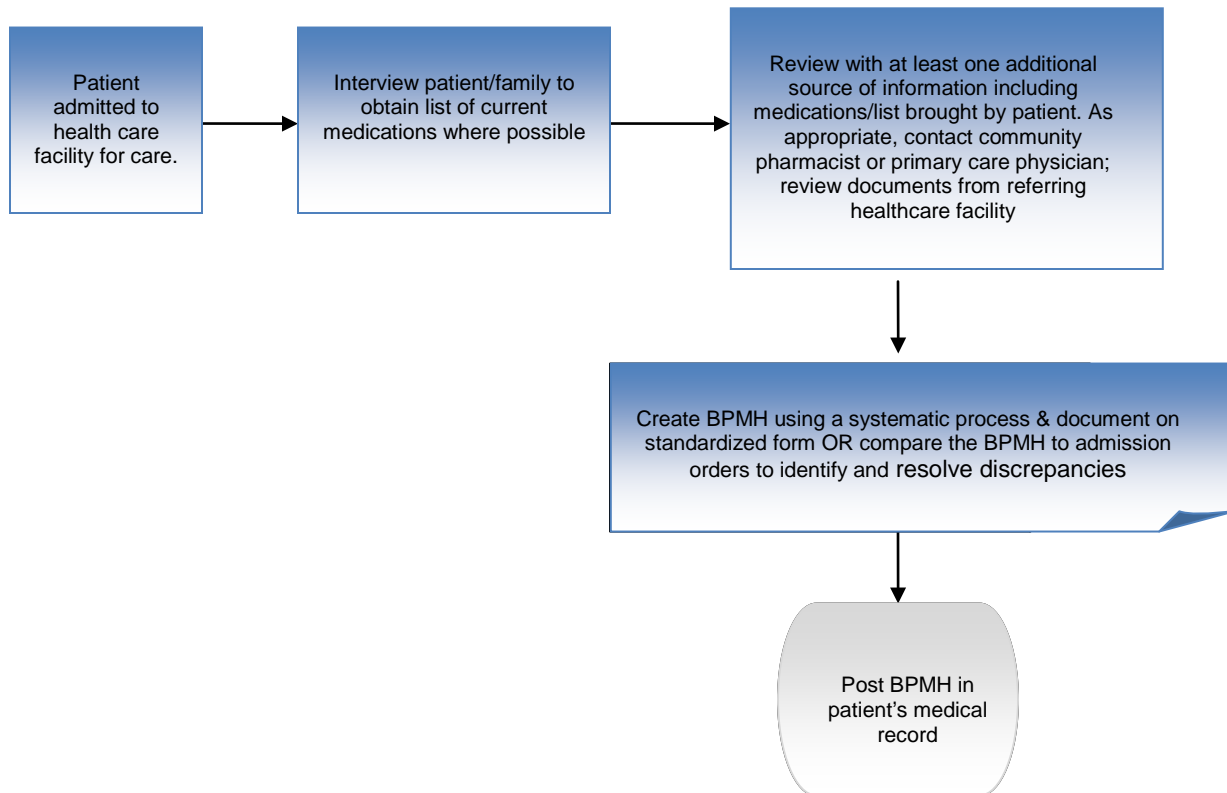 Patient
admitted to
health care
facility for care.
Interview patient/family to
obtain list of current
medications where possible
Review with at least one additional
source of information including
medications/list brought by patient. As
appropriate, contact community
pharmacist or primary care physician;
review documents from referring
healthcare facility
Create BPMH using a systematic process & document on
standardized form OR compare the BPMH to admission
orders to identify and resolve discrepancies
Post BPMH in
patient’s medical
record